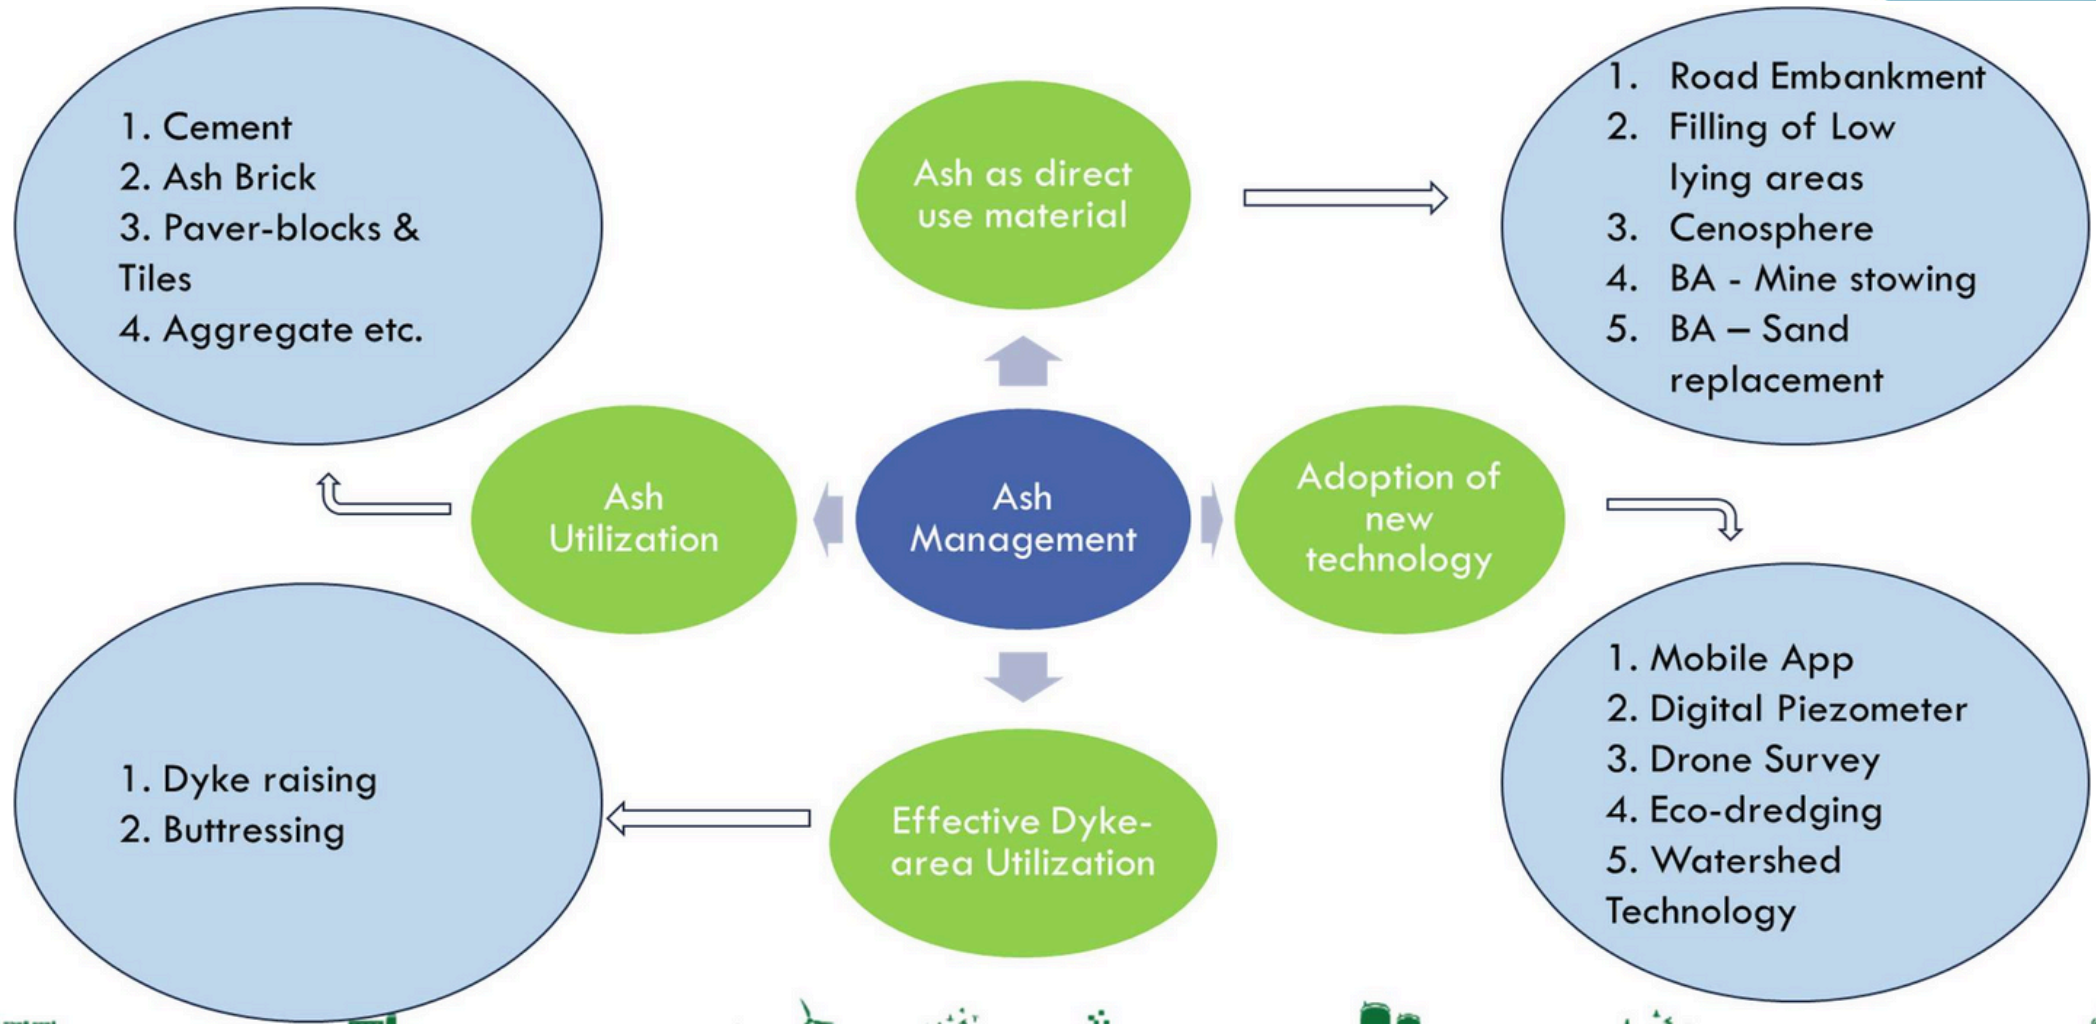 1. Cement
2. Ash Brick
3. Paver-blocks &
Tiles
4. Aggregate etc.
Ash as direct
use material
1. Road Embankment
2. Filling of Low
lying areas
3. Cenosphere
4. BA - Mine stowing
5. BA – Sand
replacement
Ash
Utilization
Ash
Management
Adoption of
new
technology
1. Dyke raising
2. Buttressing
Effective Dyke-
area Utilization
1. Mobile App
2. Digital Piezometer
3. Drone Survey
4. Eco-dredging
5. Watershed
Technology